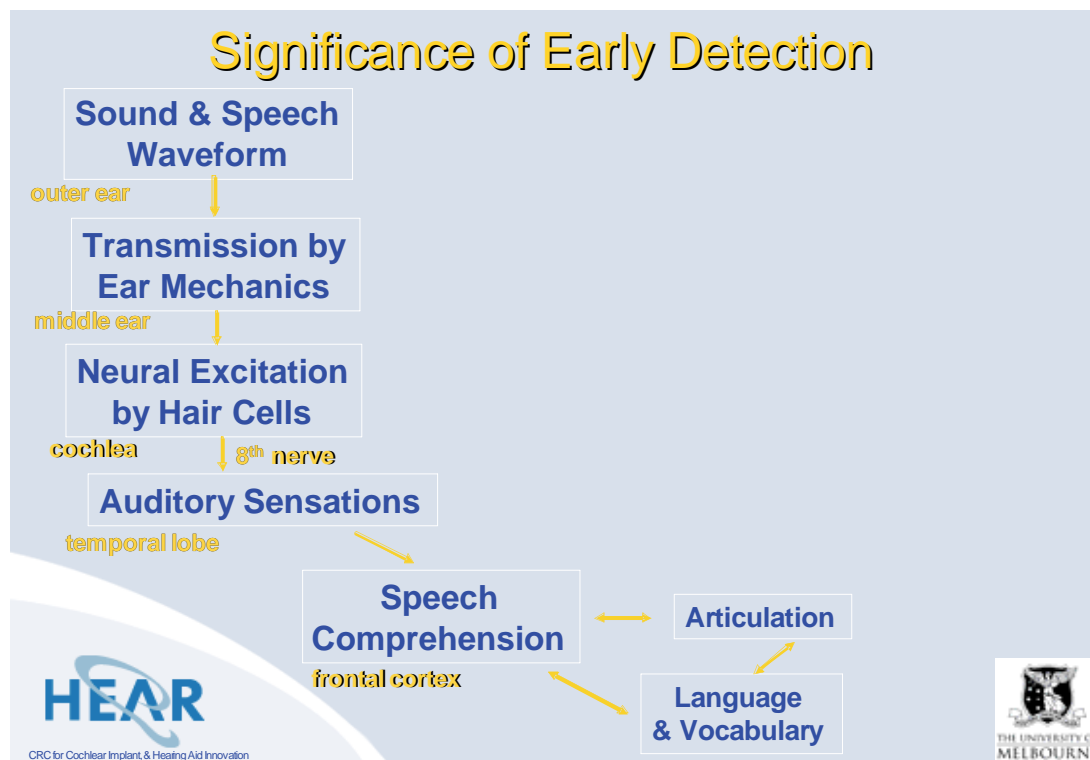 Significance of Early Detection
Sound & Speech
Waveform
outer ear
Transmission by
Ear Mechanics
middle ear
Neural Excitation
by Hair Cells
cochlea
8th nerve
Auditory Sensations
temporal lobe
Speech
Comprehension
frontal cortex
Articulation
Language
& Vocabulary
HEAR
CRC for Cochlear Implant, & Hearing Aid Innovation
THE UNIVERSITY O
MELBOURN